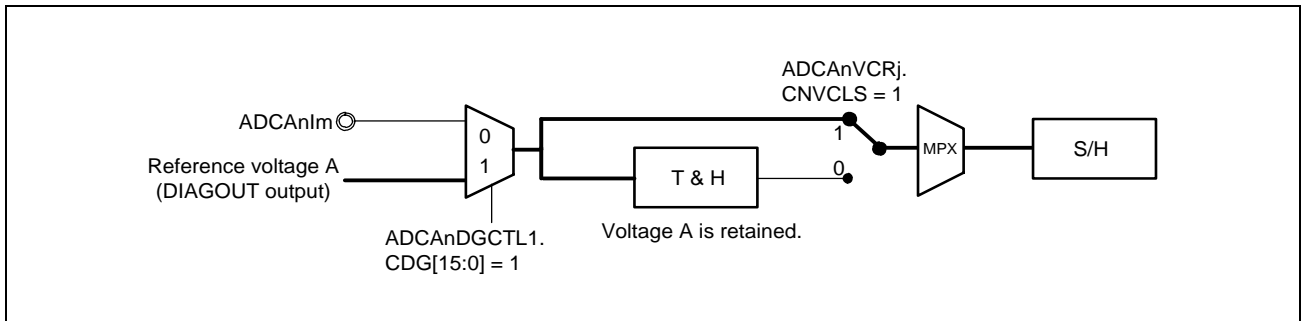 ADCAnVCRj.
CNVCLS = 1
ADCAnIm
0
1
1
MPX
S/H
Reference voltage A
(DIAGOUT output)
T & H
0
Voltage A is retained.
ADCAnDGCTL1.
CDG[15:0] = 1